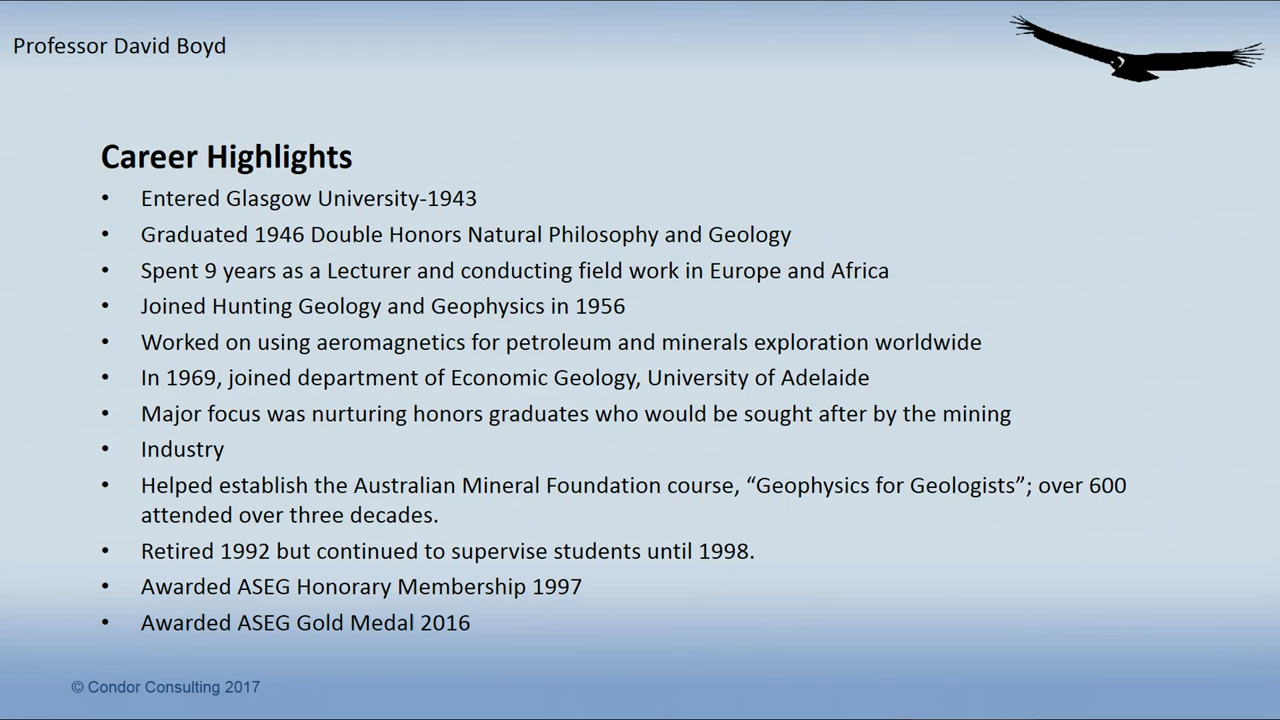 Professor David Boyd
Career Highlights
• Entered Glasgow University-1943
• Graduated 1946 Double Honors Natural Philosophy and Geology
• Spent 9 years as a Lecturer and conducting field work in Europe and Africa
• Joined Hunting Geology and Geophysics in 1956
• Worked on using aeromagnetics for petroleum and minerals exploration worldwide
• In 1969, joined department of Economic Geology, University of Adelaide
• Major focus was nurturing honors graduates who would be sought after by the mining
• Industry
• Helped establish the Australian Mineral Foundation course, “Geophysics for Geologists”; over 600
attended over three decades.
• Retired 1992 but continued to supervise students until 1998.
• Awarded ASEG Honorary Membership 1997
• Awarded ASEG Gold Medal 2016
© Condor Consulting 2017